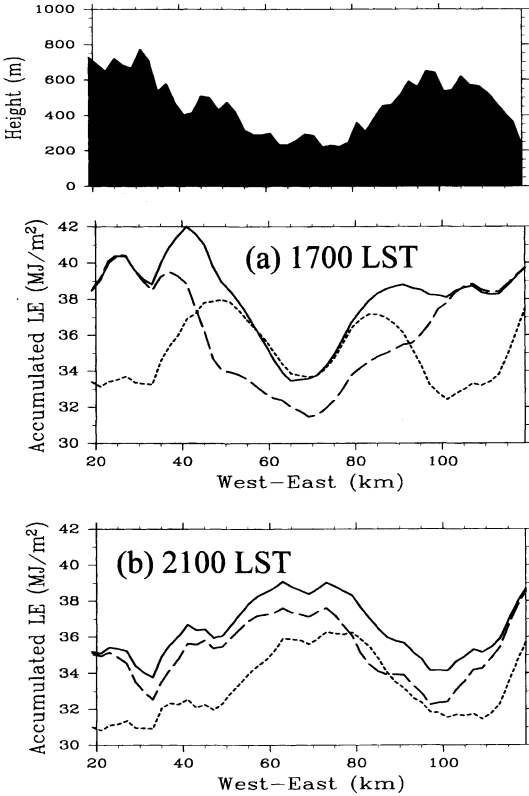 1000
800
600
400
200
0
Height (m)
42
40
38
36
34
32
30
Accumulated LE (MJ/m²)
(a) 1700 LST
20 40 60 80 100
West-East (km)
42
40
38
36
34
32
30
Accumulated LE (MJ/m²)
(b) 2100 LST
20 40 60 80 100
West-East (km)